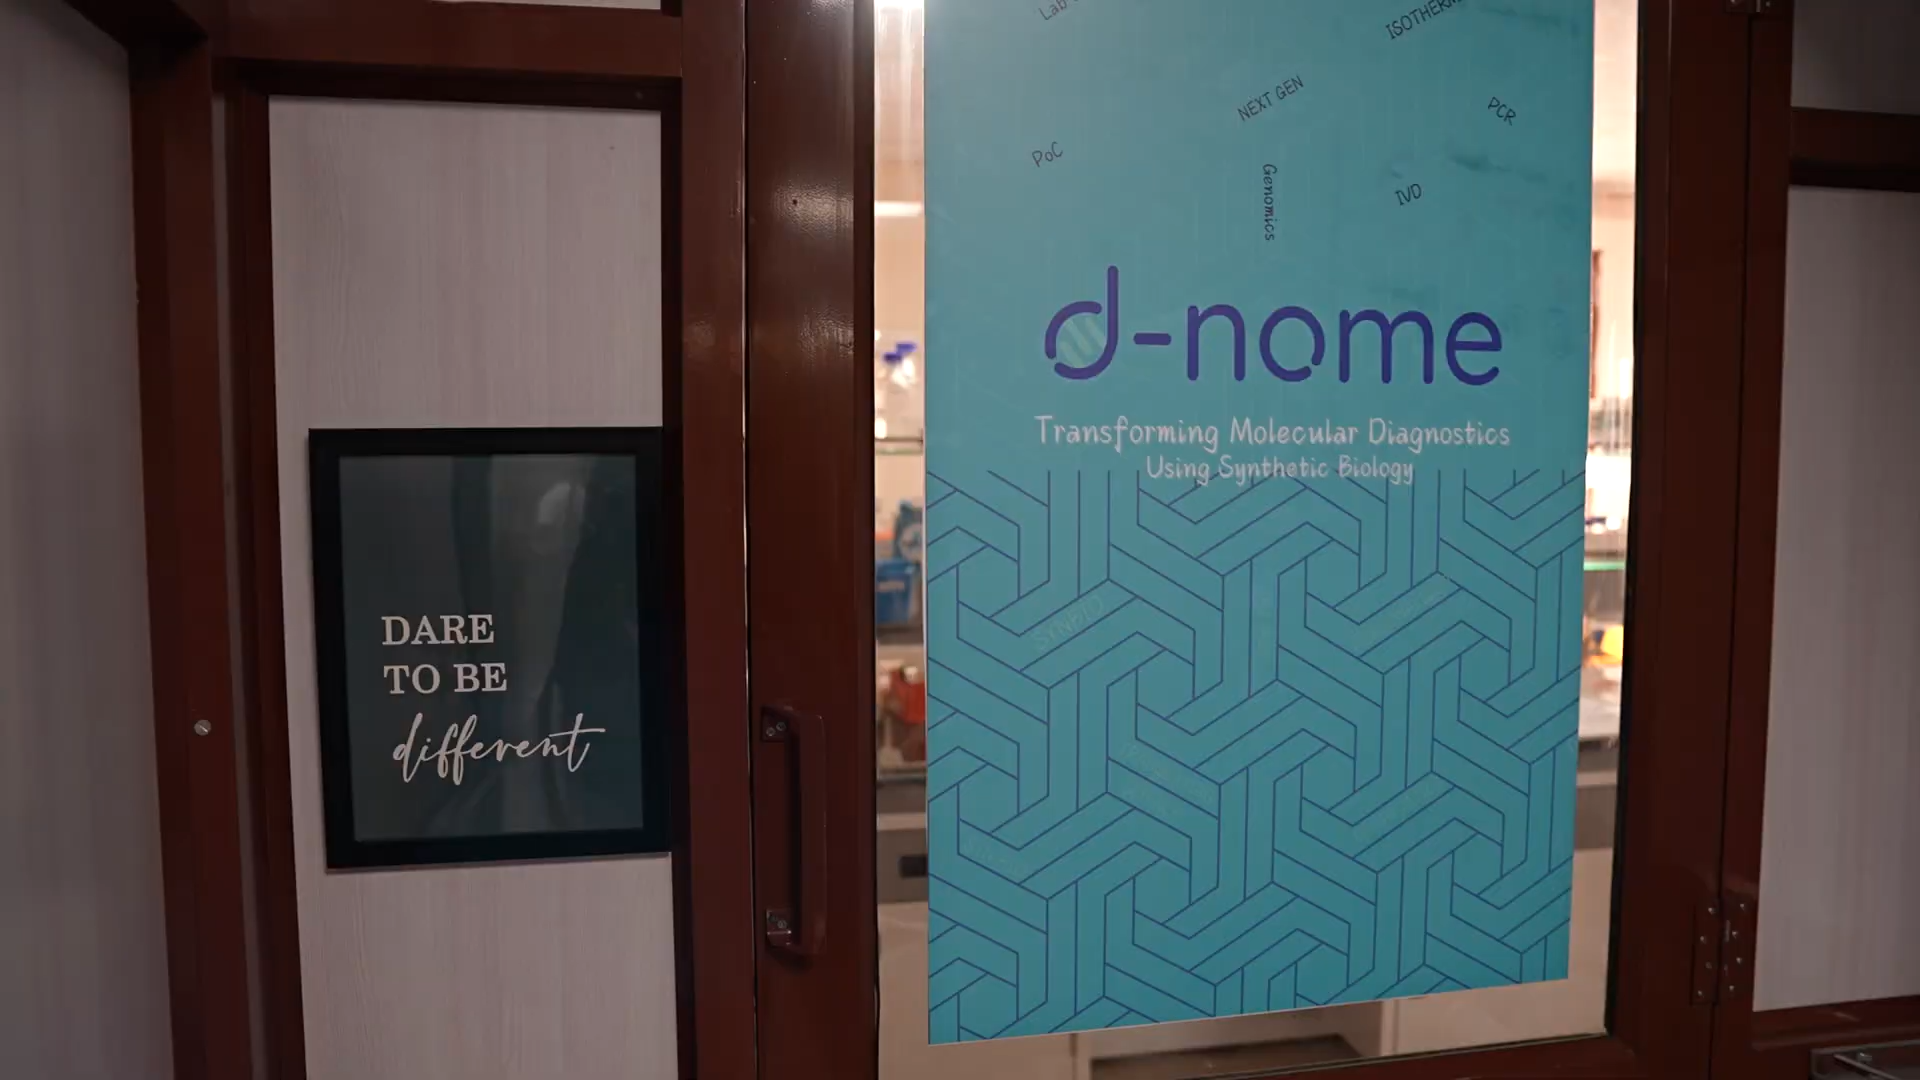 Lab
ISOTHERM
NEXT GEN
PCR
PoC
Genomics
IVD
d-nome
Transforming Molecular Diagnostics
Using Synthetic Biology
SYNBIO
DARE
TO BE
different